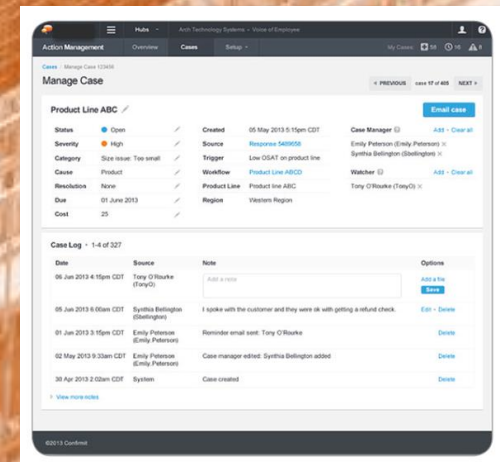 Hubs Arch Technology Systems - Voice of Employee
Action Management Overview Cases Setup My Cases 58 16 8
Cases / Manage Case 123456
Manage Case
< PREVIOUS case 17 of 405 NEXT >
Product Line ABC Email case
Status Open Created 05 May 2013 5:15pm CDT Case Manager Add - Clear all
Severity High Source Response 5409658 Emily Peterson (Emily.Peterson) ×
Category Size issue: Too small Trigger Low OSAT on product line Synthia Bellington (Sbellington) ×
Cause Product Workflow Product Line ABCD Watcher Add - Clear all
Resolution None Product Line Product line ABC Tony O'Rourke (TonyO) ×
Due 01 June 2013 Region Western Region
Cost 25
Case Log - 1-4 of 327
Date Source Note Options
06 Jun 2013 4:15pm CDT Tony O'Rourke (TonyO) Add a note Add a file
Save
05 Jun 2013 6:00am CDT Synthia Bellington (Sbellington) I spoke with the customer and they were ok with getting a refund check. Edit - Delete
01 Jun 2013 3:15pm CDT Emily Peterson (Emily.Peterson) Reminder email sent: Tony O'Rourke Delete
02 May 2013 9:33am CDT Emily Peterson (Emily.Peterson) Case manager edited: Synthia Bellington added Delete
30 Apr 2013 2:02am CDT System Case created Delete
› View more notes
©2013 Confirmit